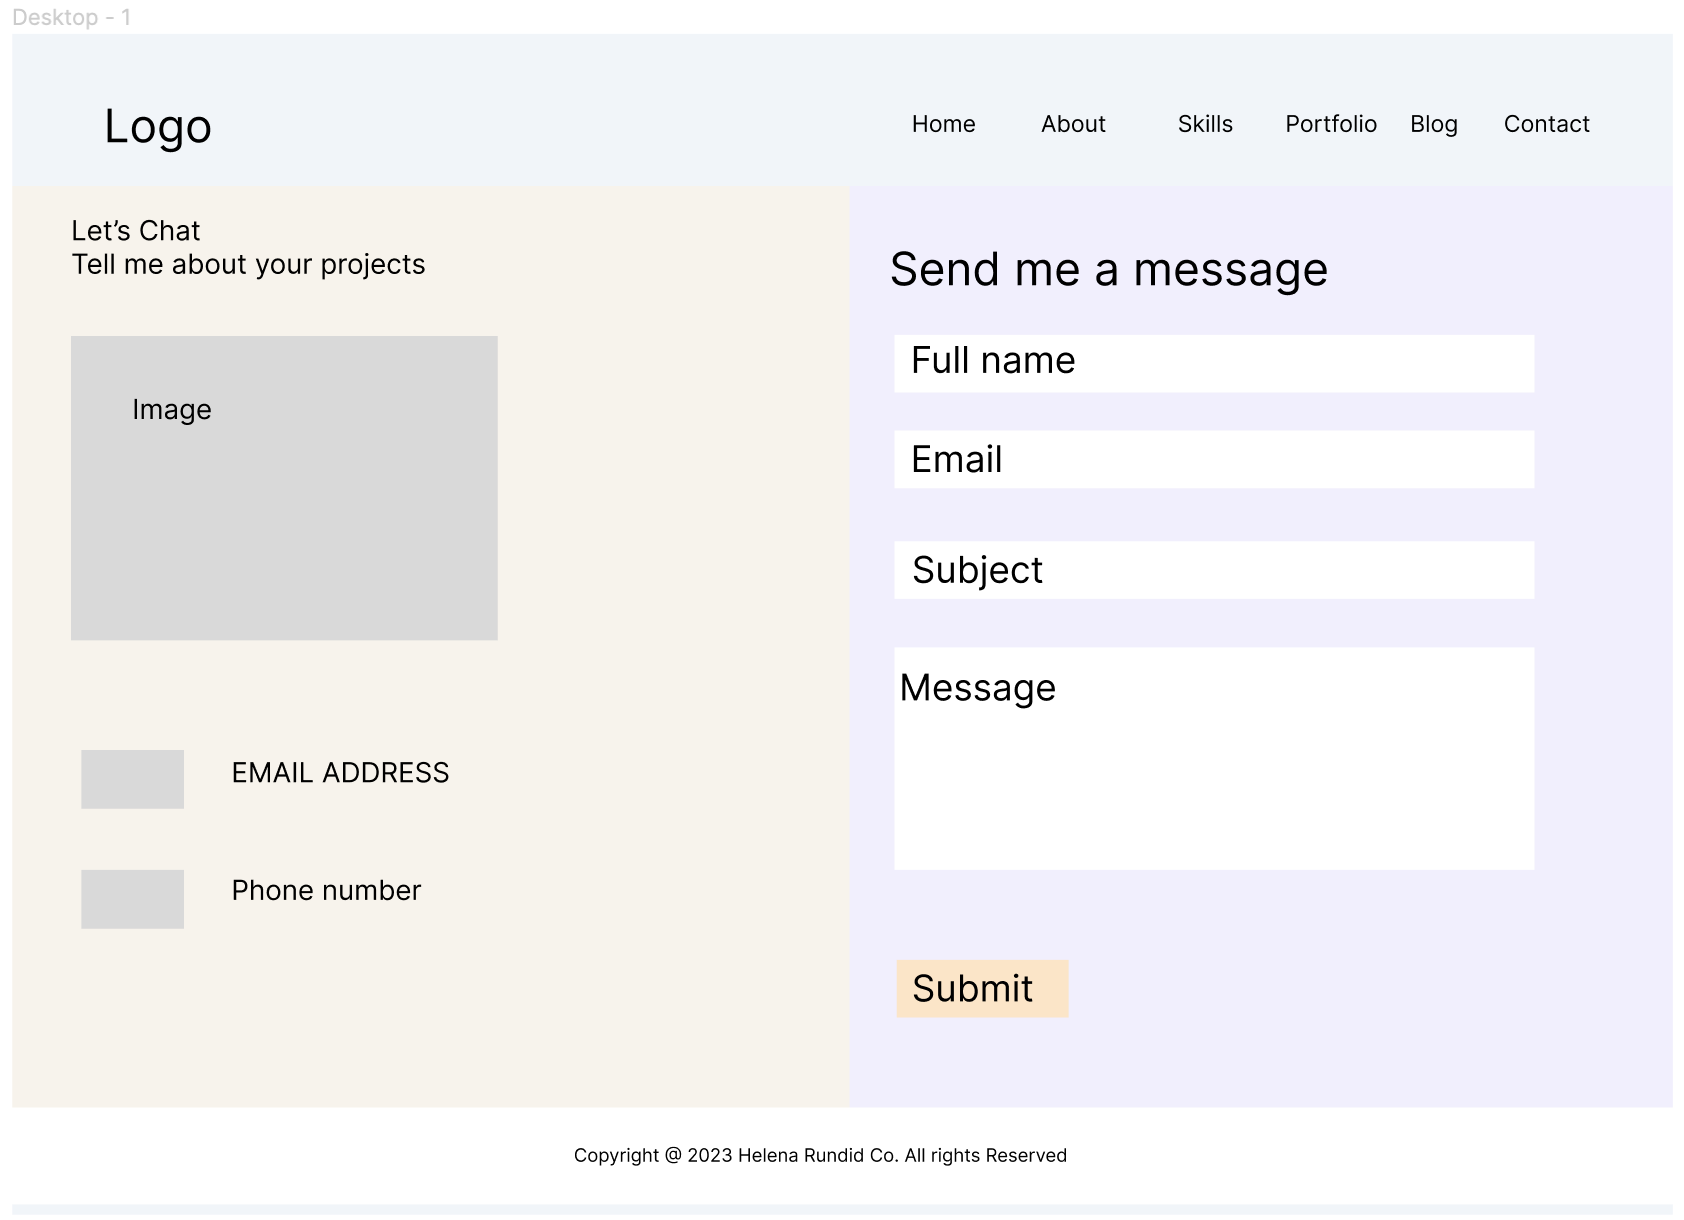 Desktop - 1
Logo
Home About Skills Portfolio Blog Contact
Let’s Chat
Tell me about your projects
Image
EMAIL ADDRESS
Phone number
Send me a message
Full name
Email
Subject
Message
Submit
Copyright @ 2023 Helena Rundid Co. All rights Reserved